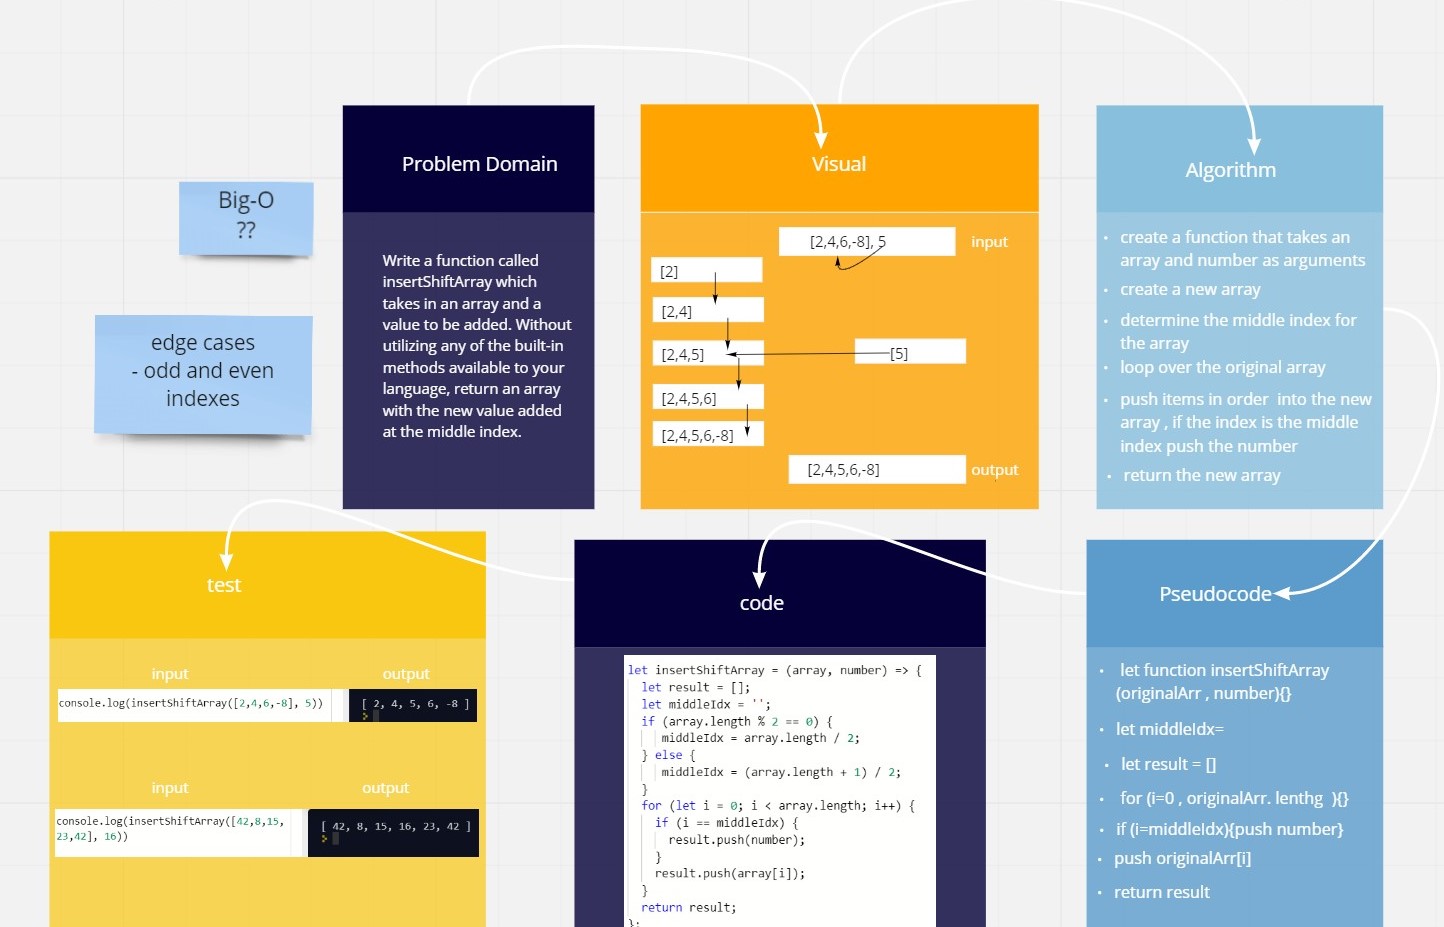 Big-O
??
edge cases
- odd and even
indexes
Problem Domain
Write a function called
insertShiftArray which
takes in an array and a
value to be added. Without
utilizing any of the built-in
methods available to your
language, return an array
with the new value added
at the middle index.
Visual
[2,4,6,-8], 5
input
[2]
[2,4]
[2,4,5]
[5]
[2,4,5,6]
[2,4,5,6,-8]
[2,4,5,6,-8]
output
Algorithm
• create a function that takes an
array and number as arguments
• create a new array
• determine the middle index for
the array
• loop over the original array
• push items in order into the new
array , if the index is the middle
index push the number
• return the new array
test
input
output
console.log(insertShiftArray([2,4,6,-8], 5))
[ 2, 4, 5, 6, -8 ]
input
output
console.log(insertShiftArray([42,8,15,
23,42], 16))
[ 42, 8, 15, 16, 23, 42 ]
code
let insertShiftArray = (array, number) => {
let result = [];
let middleIdx = '';
if (array.length % 2 == 0) {
middleIdx = array.length / 2;
} else {
middleIdx = (array.length + 1) / 2;
}
for (let i = 0; i < array.length; i++) {
if (i == middleIdx) {
result.push(number);
}
result.push(array[i]);
}
return result;
};
Pseudocode
• let function insertShiftArray
(originalArr , number){}
• let middleIdx=
• let result = []
• for (i=0 , originalArr. lenthg ){}
• if (i=middleIdx){push number}
• push originalArr[i]
• return result